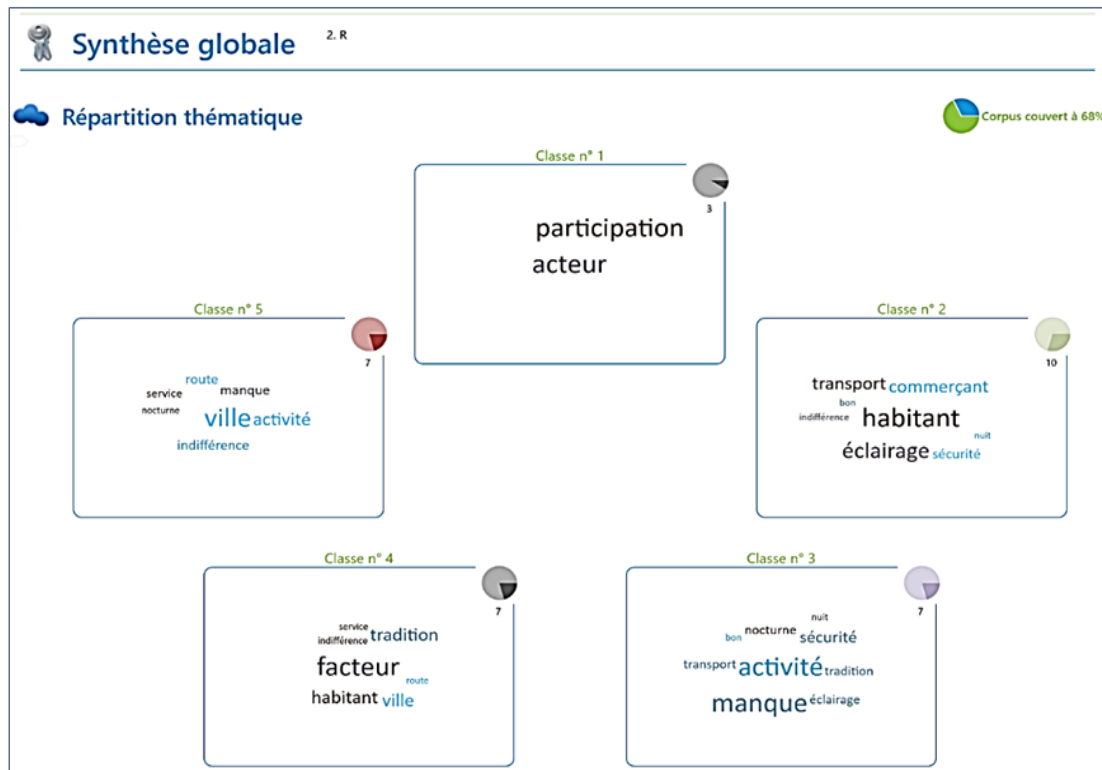 Synthèse globale 2. R
Répartition thématique
Corpus couvert à 68%
Classe n° 1
3
participation
acteur
Classe n° 5
7
route
service manque
nocturne
ville activité
indifférence
Classe n° 2
10
transport commerçant
bon
indifférence habitant
nuit
éclairage sécurité
Classe n° 4
7
service
indifférence tradition
facteur
route
habitant ville
Classe n° 3
7
nuit
bon nocturne sécurité
transport activité tradition
manque éclairage